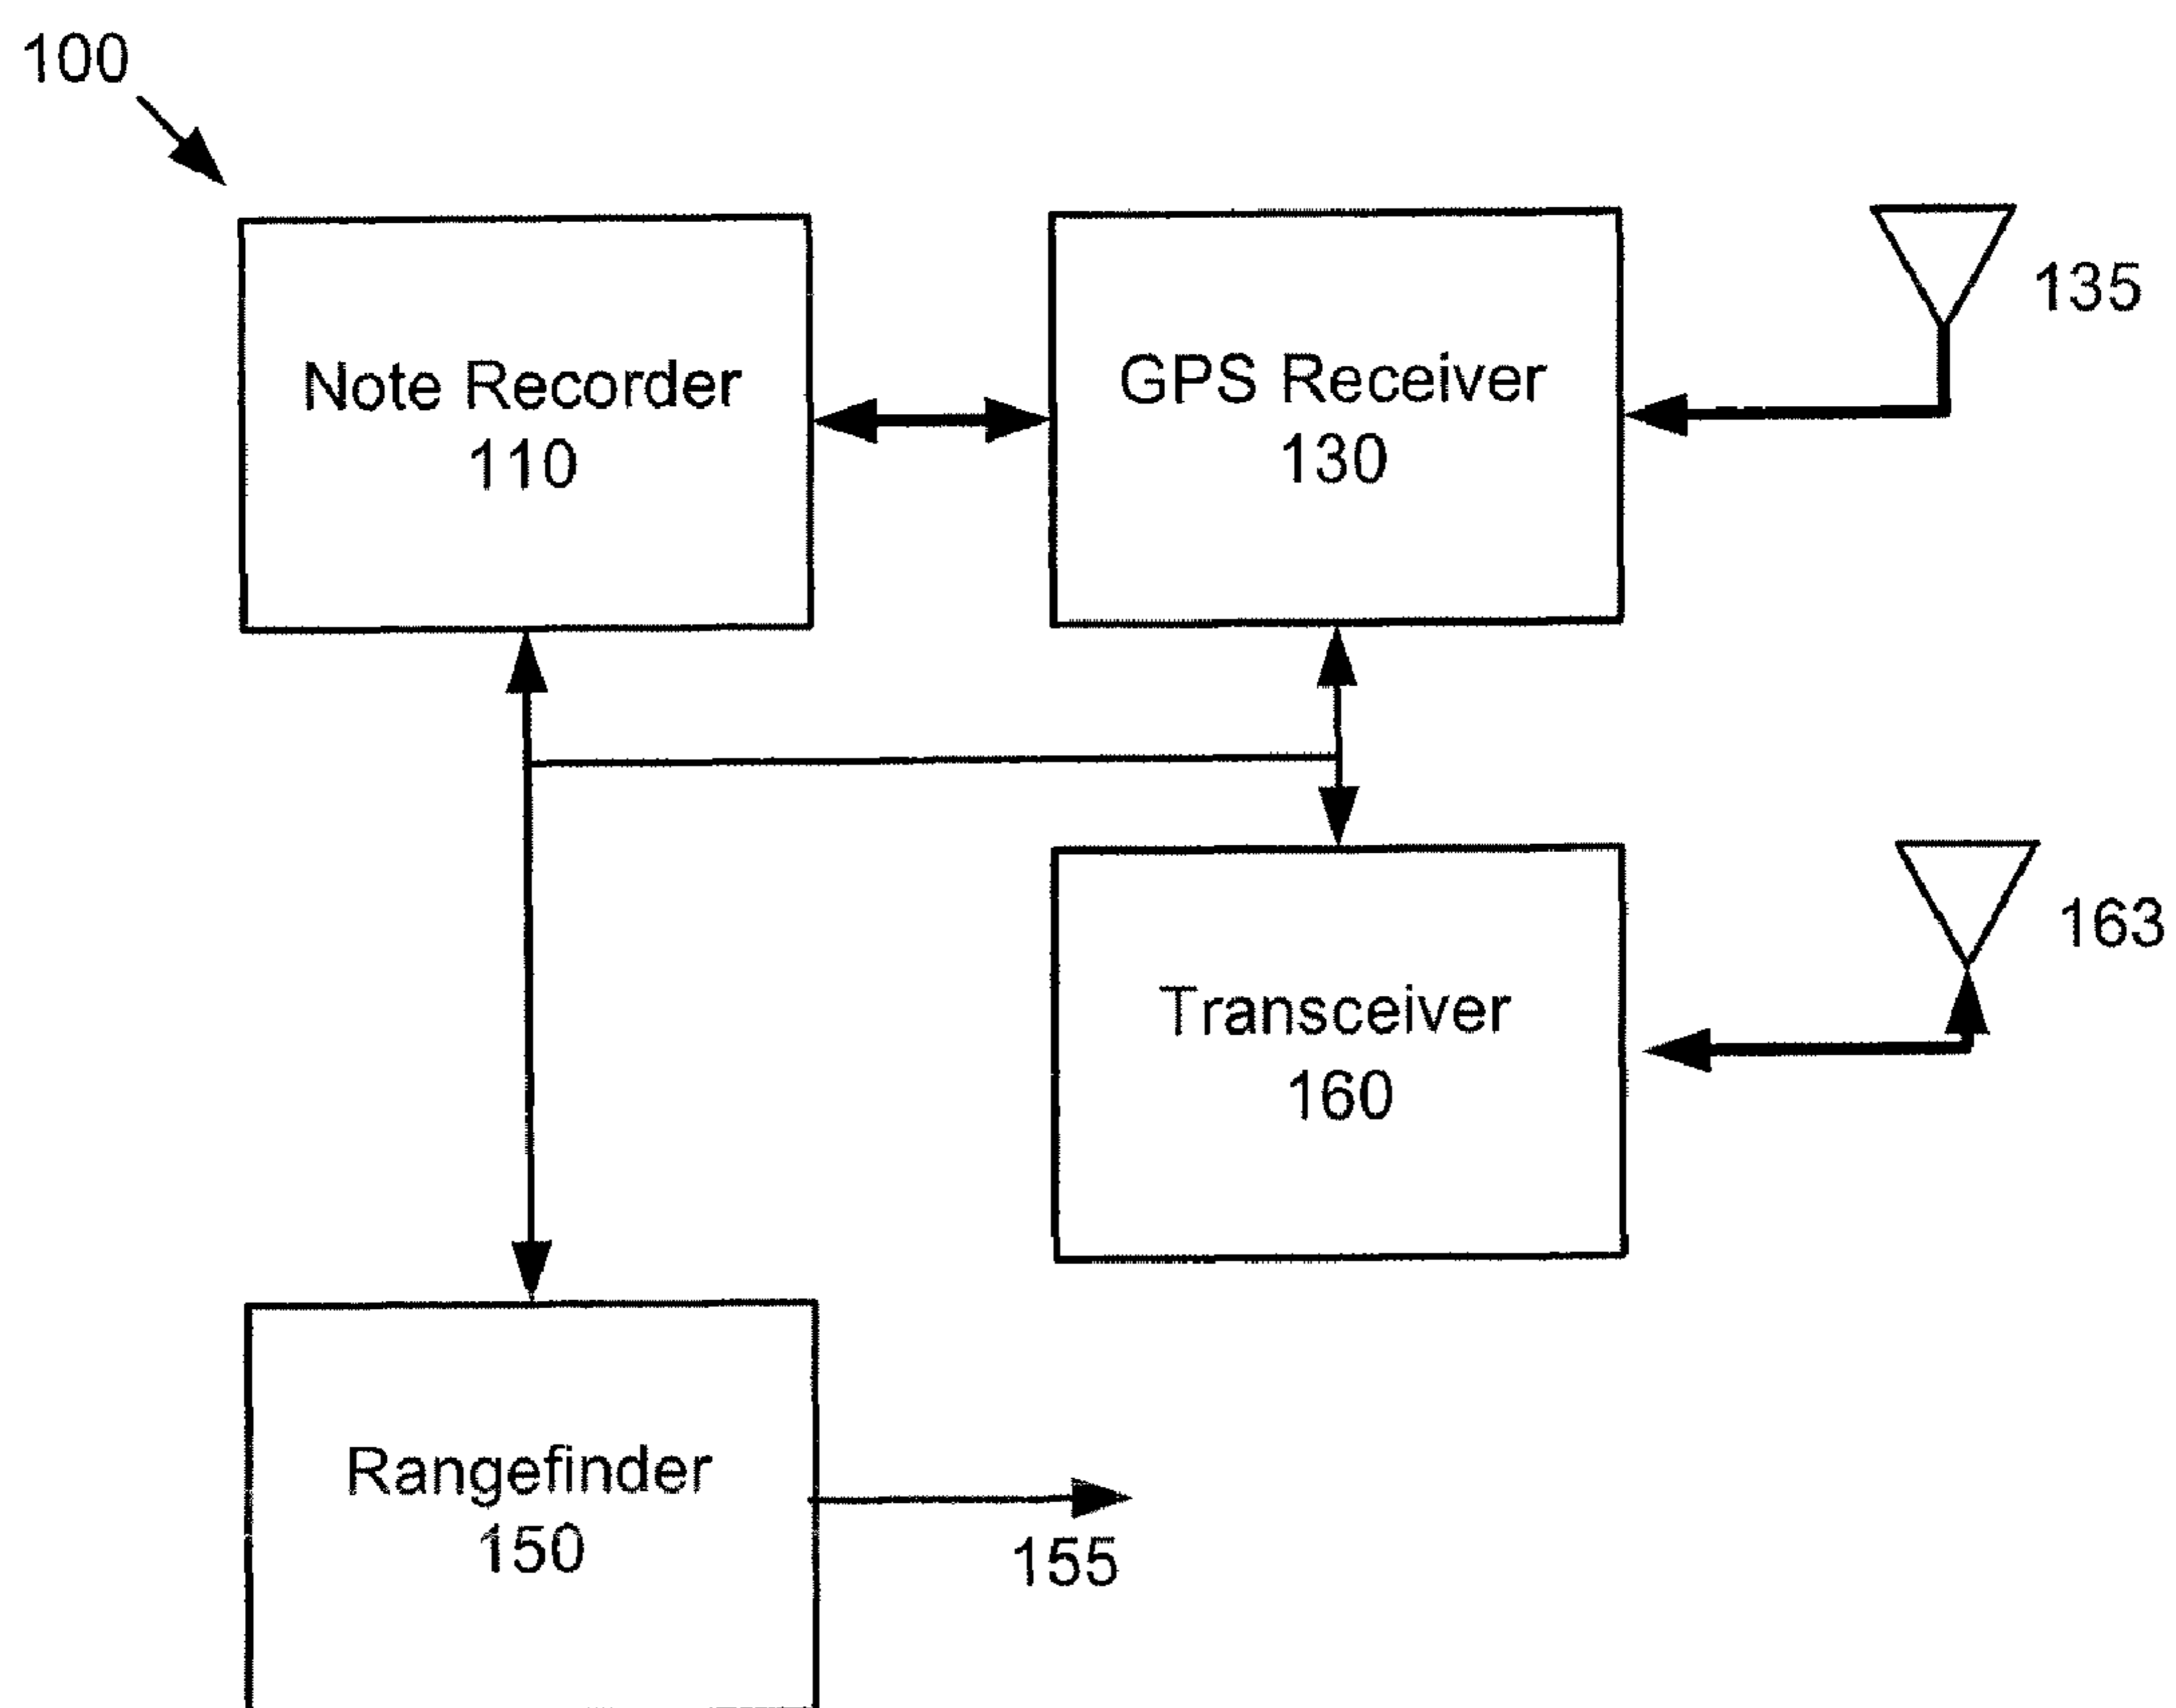 100
Note Recorder
110
GPS Receiver
130
135
Transceiver
160
163
Rangefinder
150
155